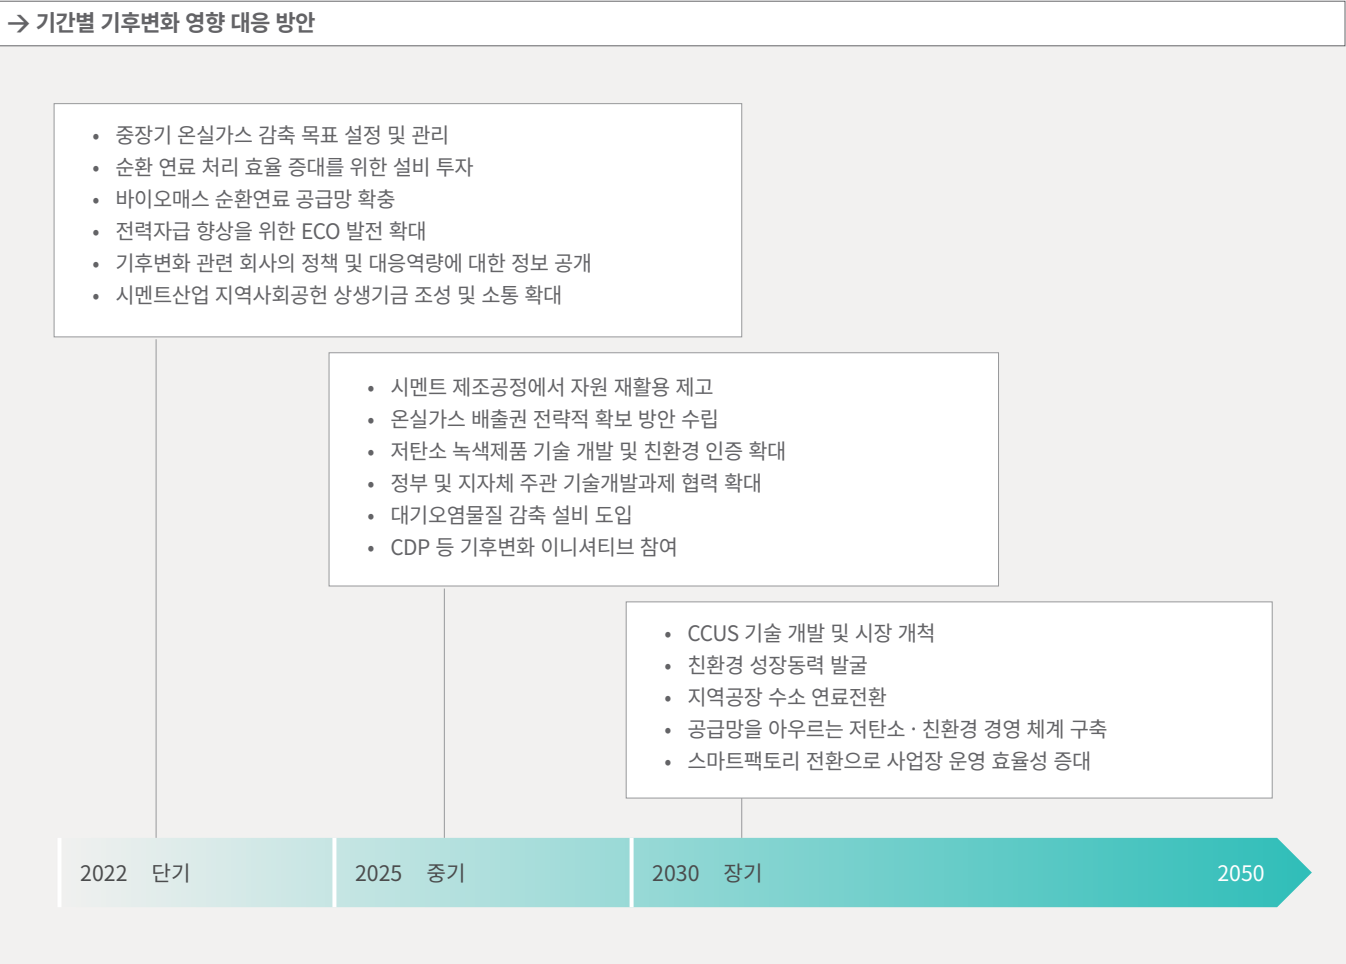 → 기간별 기후변화 영향 대응 방안
• 중장기 온실가스 감축 목표 설정 및 관리
• 순환 연료 처리 효율 증대를 위한 설비 투자
• 바이오매스 순환연료 공급망 확충
• 전력자급 향상을 위한 ECO 발전 확대
• 기후변화 관련 회사의 정책 및 대응역량에 대한 정보 공개
• 시멘트산업 지역사회공헌 상생기금 조성 및 소통 확대
• 시멘트 제조공정에서 자원 재활용 제고
• 온실가스 배출권 전략적 확보 방안 수립
• 저탄소 녹색제품 기술 개발 및 친환경 인증 확대
• 정부 및 지자체 주관 기술개발과제 협력 확대
• 대기오염물질 감축 설비 도입
• CDP 등 기후변화 이니셔티브 참여
• CCUS 기술 개발 및 시장 개척
• 친환경 성장동력 발굴
• 지역공장 수소 연료전환
• 공급망을 아우르는 저탄소 · 친환경 경영 체계 구축
• 스마트팩토리 전환으로 사업장 운영 효율성 증대
2022 단기 2025 중기 2030 장기 2050